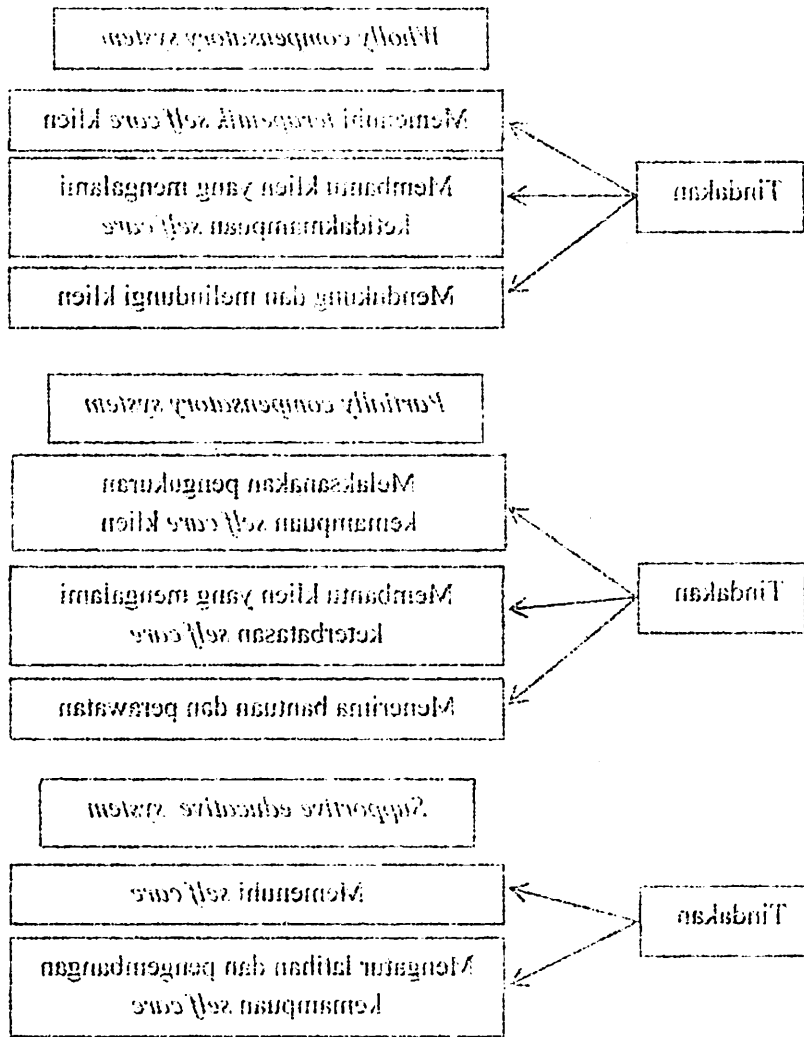 Wholly compensatory system
Tindakan
Memenuhi terapeutik self care klien
Membantu klien yang mengalami
ketidakmampuan self care
Mendukung dan melindungi klien
Partially compensatory system
Tindakan
Melaksanakan pengukuran
kemampuan self care klien
Membantu klien yang mengalami
keterbatasan self care
Menerima bantuan dan perawatan
Supportive educative system
Tindakan
Memenuhi self care
Mengatur latihan dan pengembangan
kemampuan self care